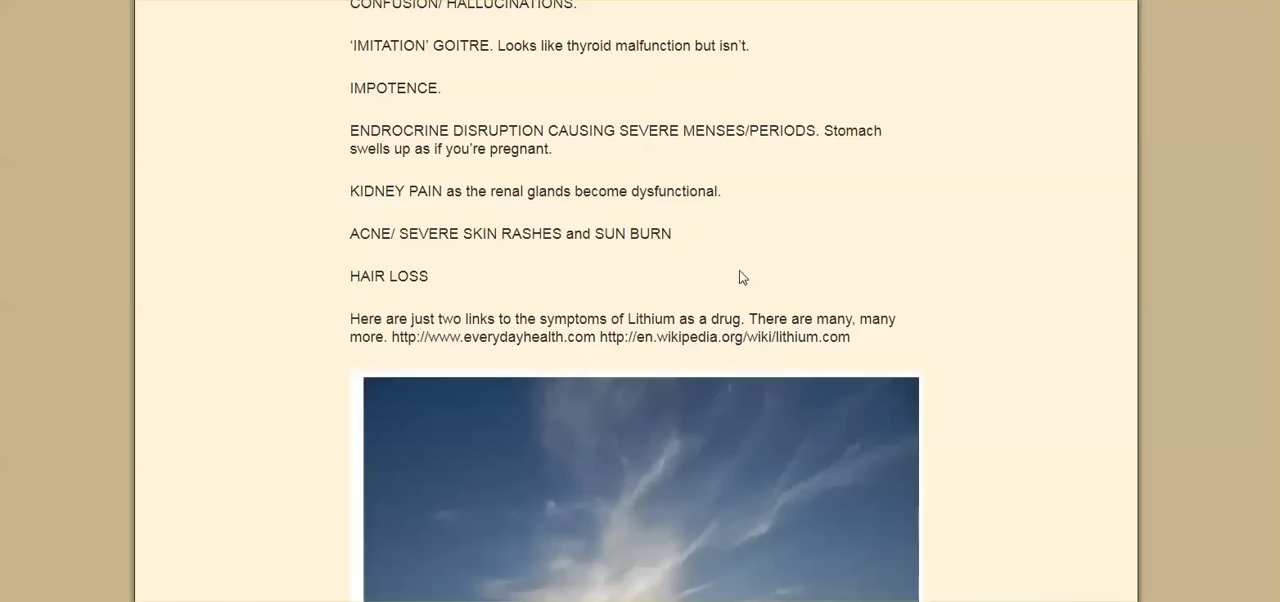 CONFUSION/ HALLUCINATIONS.
‘IMITATION’ GOITRE. Looks like thyroid malfunction but isn’t.
IMPOTENCE.
ENDROCRINE DISRUPTION CAUSING SEVERE MENSES/PERIODS. Stomach
swells up as if you’re pregnant.
KIDNEY PAIN as the renal glands become dysfunctional.
ACNE/ SEVERE SKIN RASHES and SUN BURN
HAIR LOSS
Here are just two links to the symptoms of Lithium as a drug. There are many, many
more. http://www.everydayhealth.com http://en.wikipedia.org/wiki/lithium.com